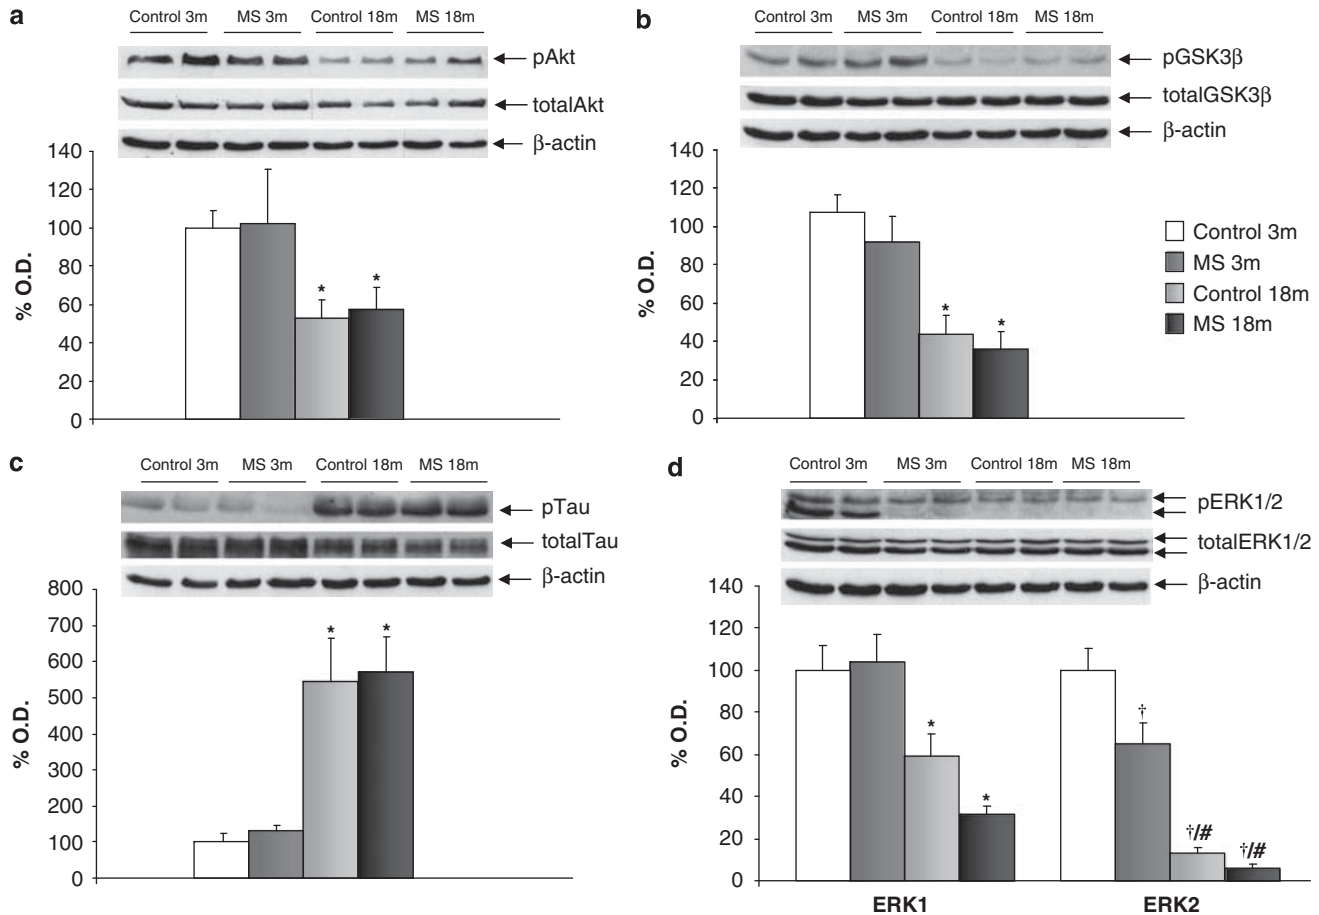 a
Control 3m MS 3m Control 18m MS 18m
pAkt
totalAkt
β-actin
140
120
100
80
60
40
20
0
% O.D.
* *
b
Control 3m MS 3m Control 18m MS 18m
pGSK3β
totalGSK3β
β-actin
140
120
100
80
60
40
20
0
% O.D.
* *
Control 3m
MS 3m
Control 18m
MS 18m
c
Control 3m MS 3m Control 18m MS 18m
pTau
totalTau
β-actin
800
700
600
500
400
300
200
100
0
% O.D.
* *
d
Control 3m MS 3m Control 18m MS 18m
pERK1/2
totalERK1/2
β-actin
140
120
100
80
60
40
20
0
% O.D.
* * † †/# †/#
ERK1 ERK2